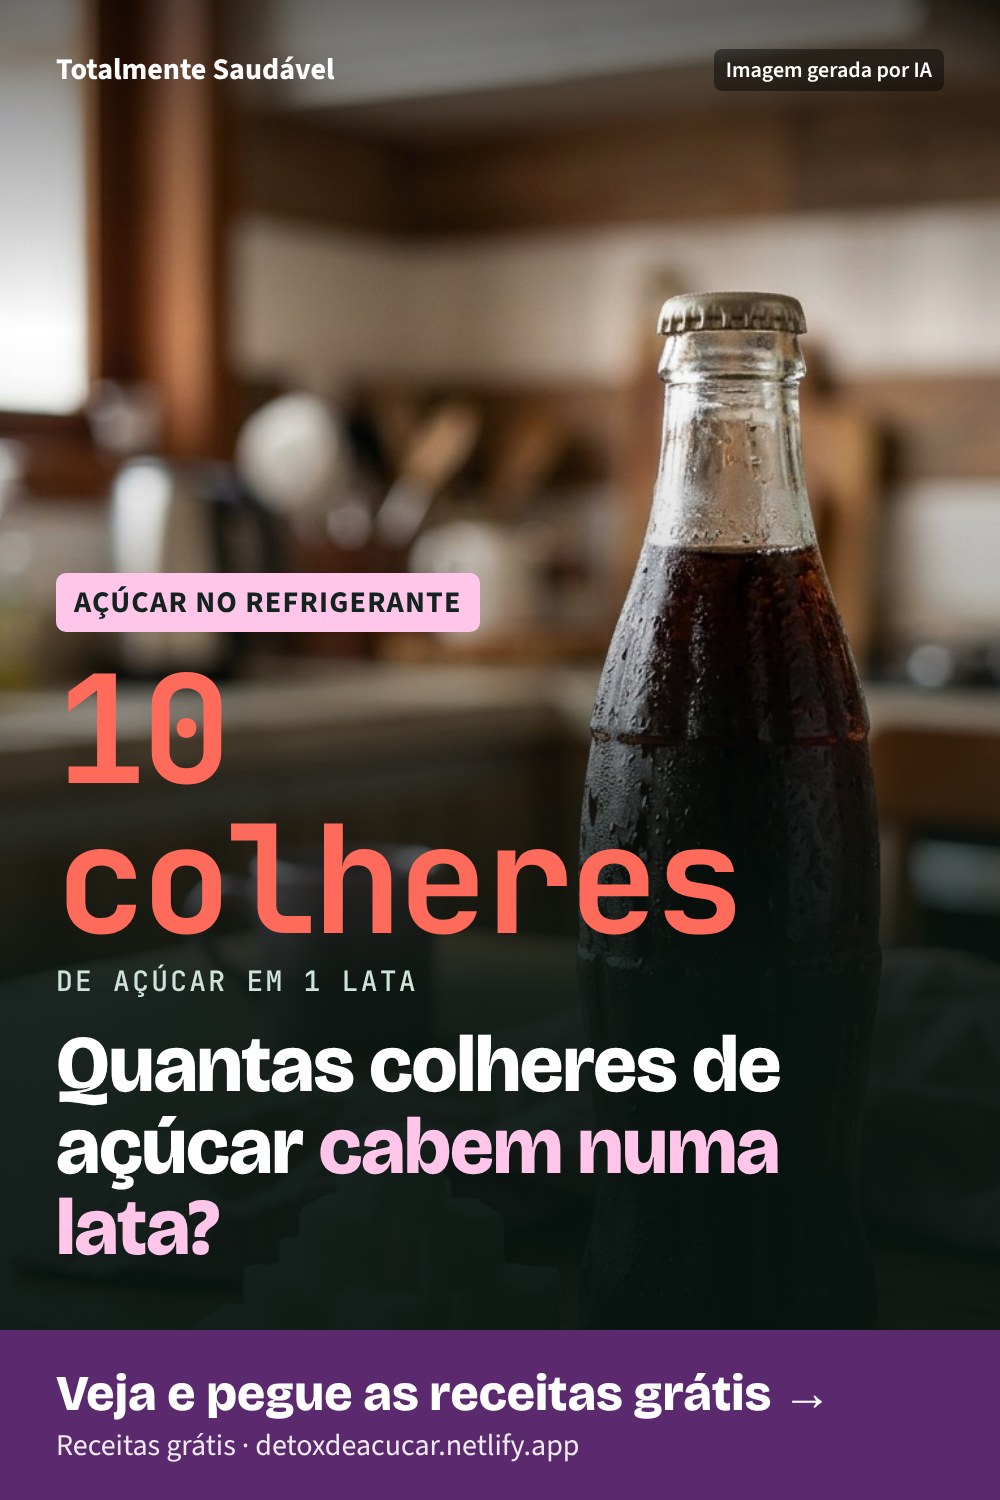 Totalmente Saudável
Imagem gerada por IA
AÇÚCAR NO REFRIGERANTE
10
colheres
DE AÇÚCAR EM 1 LATA
Quantas colheres de
açúcar cabem numa
lata?
Veja e pegue as receitas grátis →
Receitas grátis · detoxdeacucar.netlify.app